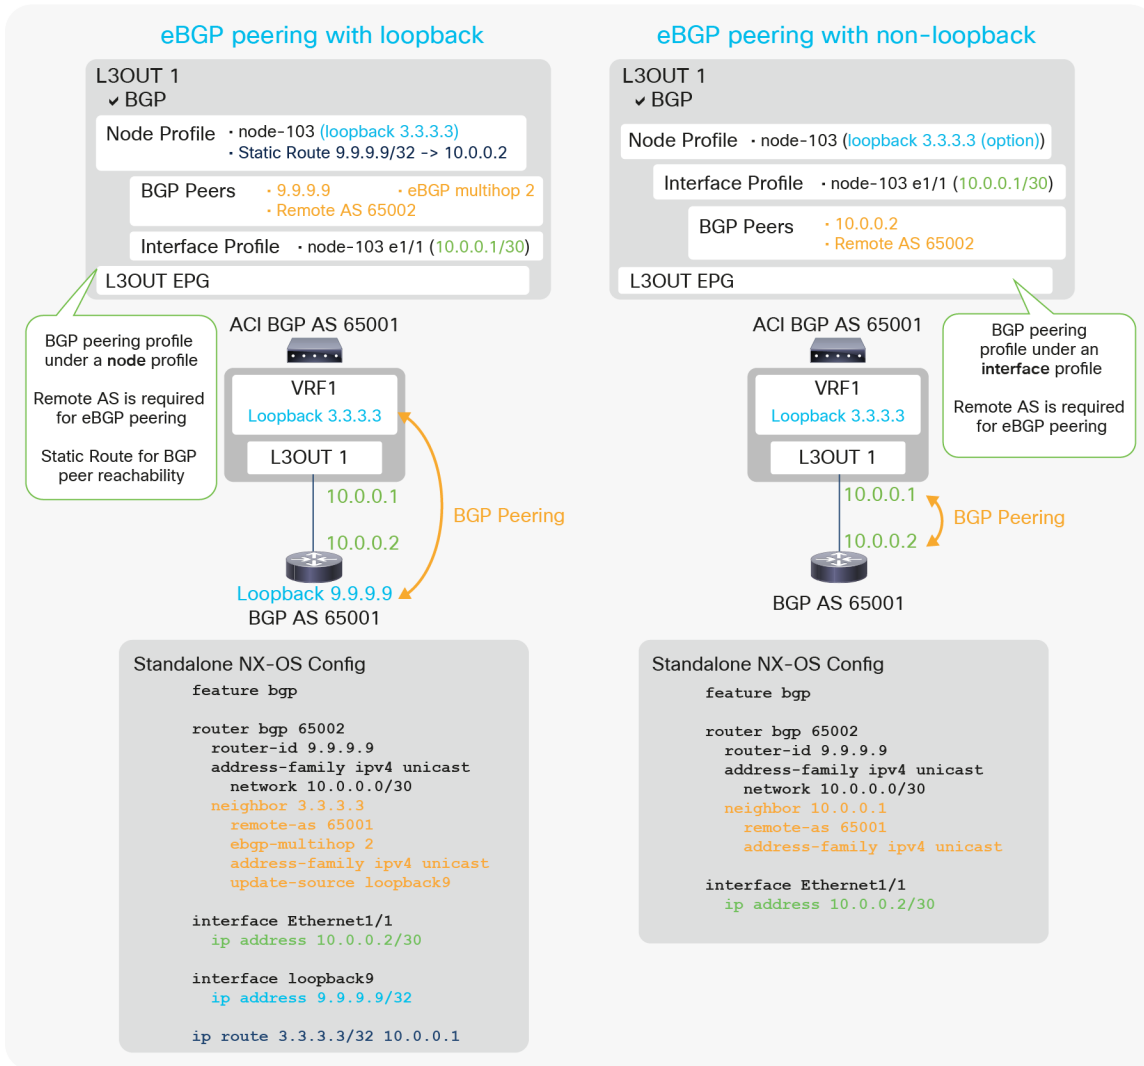 eBGP peering with loopback
L3OUT 1
BGP
Node Profile
· node-103 (loopback 3.3.3.3)
· Static Route 9.9.9.9/32 -> 10.0.0.2
BGP Peers
· 9.9.9.9
· eBGP multihop 2
· Remote AS 65002
Interface Profile
· node-103 e1/1 (10.0.0.1/30)
L3OUT EPG
BGP peering profile
under a node profile
Remote AS is required
for eBGP peering
Static Route for BGP
peer reachability
ACI BGP AS 65001
VRF1
Loopback 3.3.3.3
L3OUT 1
10.0.0.1
BGP Peering
10.0.0.2
Loopback 9.9.9.9
BGP AS 65001
Standalone NX-OS Config
feature bgp
router bgp 65002
router-id 9.9.9.9
address-family ipv4 unicast
network 10.0.0.0/30
neighbor 3.3.3.3
remote-as 65001
ebgp-multihop 2
address-family ipv4 unicast
update-source loopback9
interface Ethernet1/1
ip address 10.0.0.2/30
interface loopback9
ip address 9.9.9.9/32
ip route 3.3.3.3/32 10.0.0.1
eBGP peering with non-loopback
L3OUT 1
BGP
Node Profile
· node-103 (loopback 3.3.3.3 (option))
Interface Profile
· node-103 e1/1 (10.0.0.1/30)
BGP Peers
· 10.0.0.2
· Remote AS 65002
L3OUT EPG
BGP peering
profile under an
interface profile
Remote AS is required
for eBGP peering
ACI BGP AS 65001
VRF1
Loopback 3.3.3.3
L3OUT 1
10.0.0.1
BGP Peering
10.0.0.2
BGP AS 65001
Standalone NX-OS Config
feature bgp
router bgp 65002
router-id 9.9.9.9
address-family ipv4 unicast
network 10.0.0.0/30
neighbor 10.0.0.1
remote-as 65001
address-family ipv4 unicast
interface Ethernet1/1
ip address 10.0.0.2/30